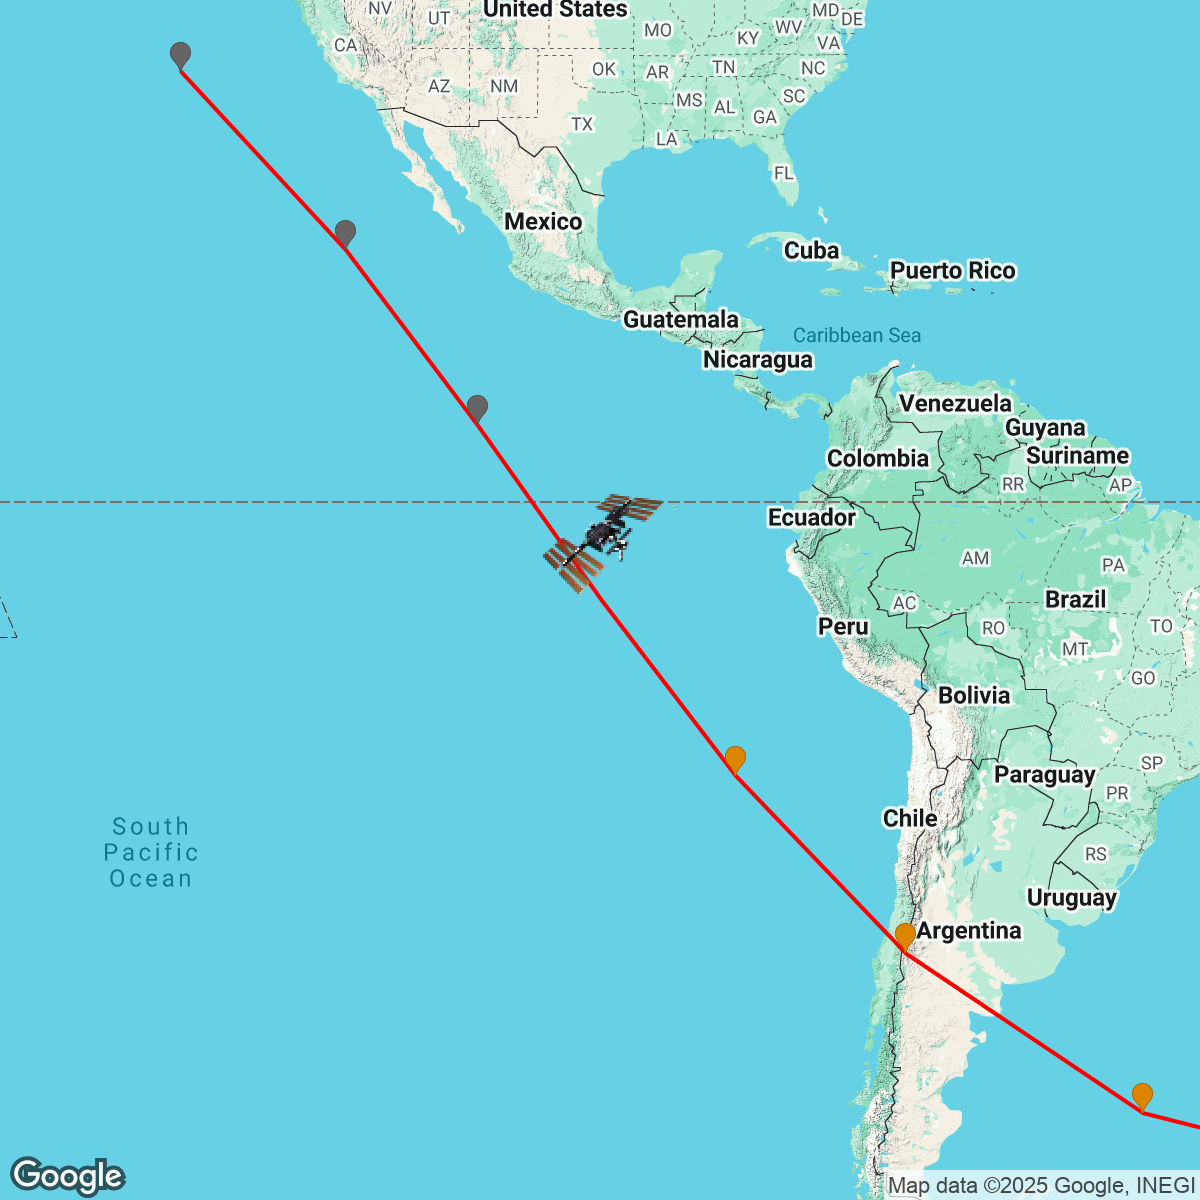 United States
NV
UT
CA
AZ
NM
MO
KY
WV
MD
DE
VA
OK
AR
TN
NC
MS
AL
SC
GA
TX
LA
FL
Mexico
Cuba
Puerto Rico
Guatemala
Caribbean Sea
Nicaragua
Venezuela
Guyana
Colombia
Suriname
RR
AP
Ecuador
AM
PA
AC
Brazil
Peru
RO
TO
MT
GO
Bolivia
SP
Paraguay
PR
Chile
South
Pacific
Ocean
RS
Uruguay
Argentina
Google
Map data ©2025 Google, INEGI